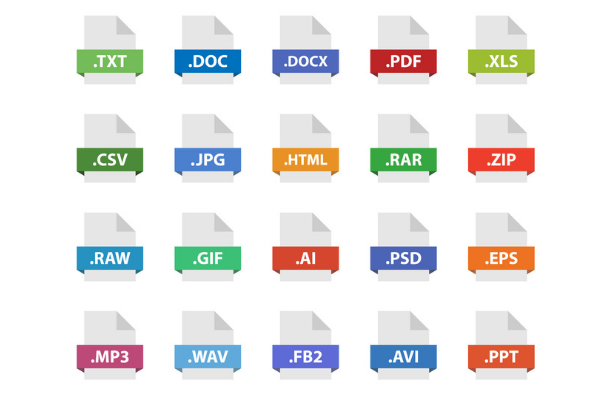 .TXT .DOC .DOCX .PDF .XLS
.CSV .JPG .HTML .RAR .ZIP
.RAW .GIF .AI .PSD .EPS
.MP3 .WAV .FB2 .AVI .PPT